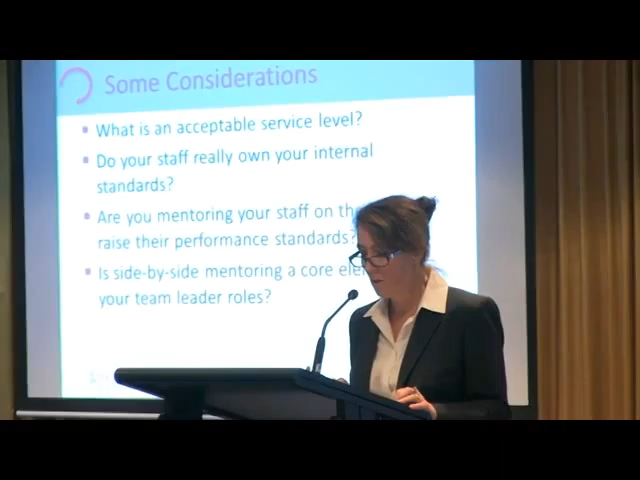 Some Considerations
What is an acceptable service level?
Do your staff really own your internal
standards?
Are you mentoring your staff on
raise their performance standards?
Is side-by-side mentoring a core
your team leader roles?